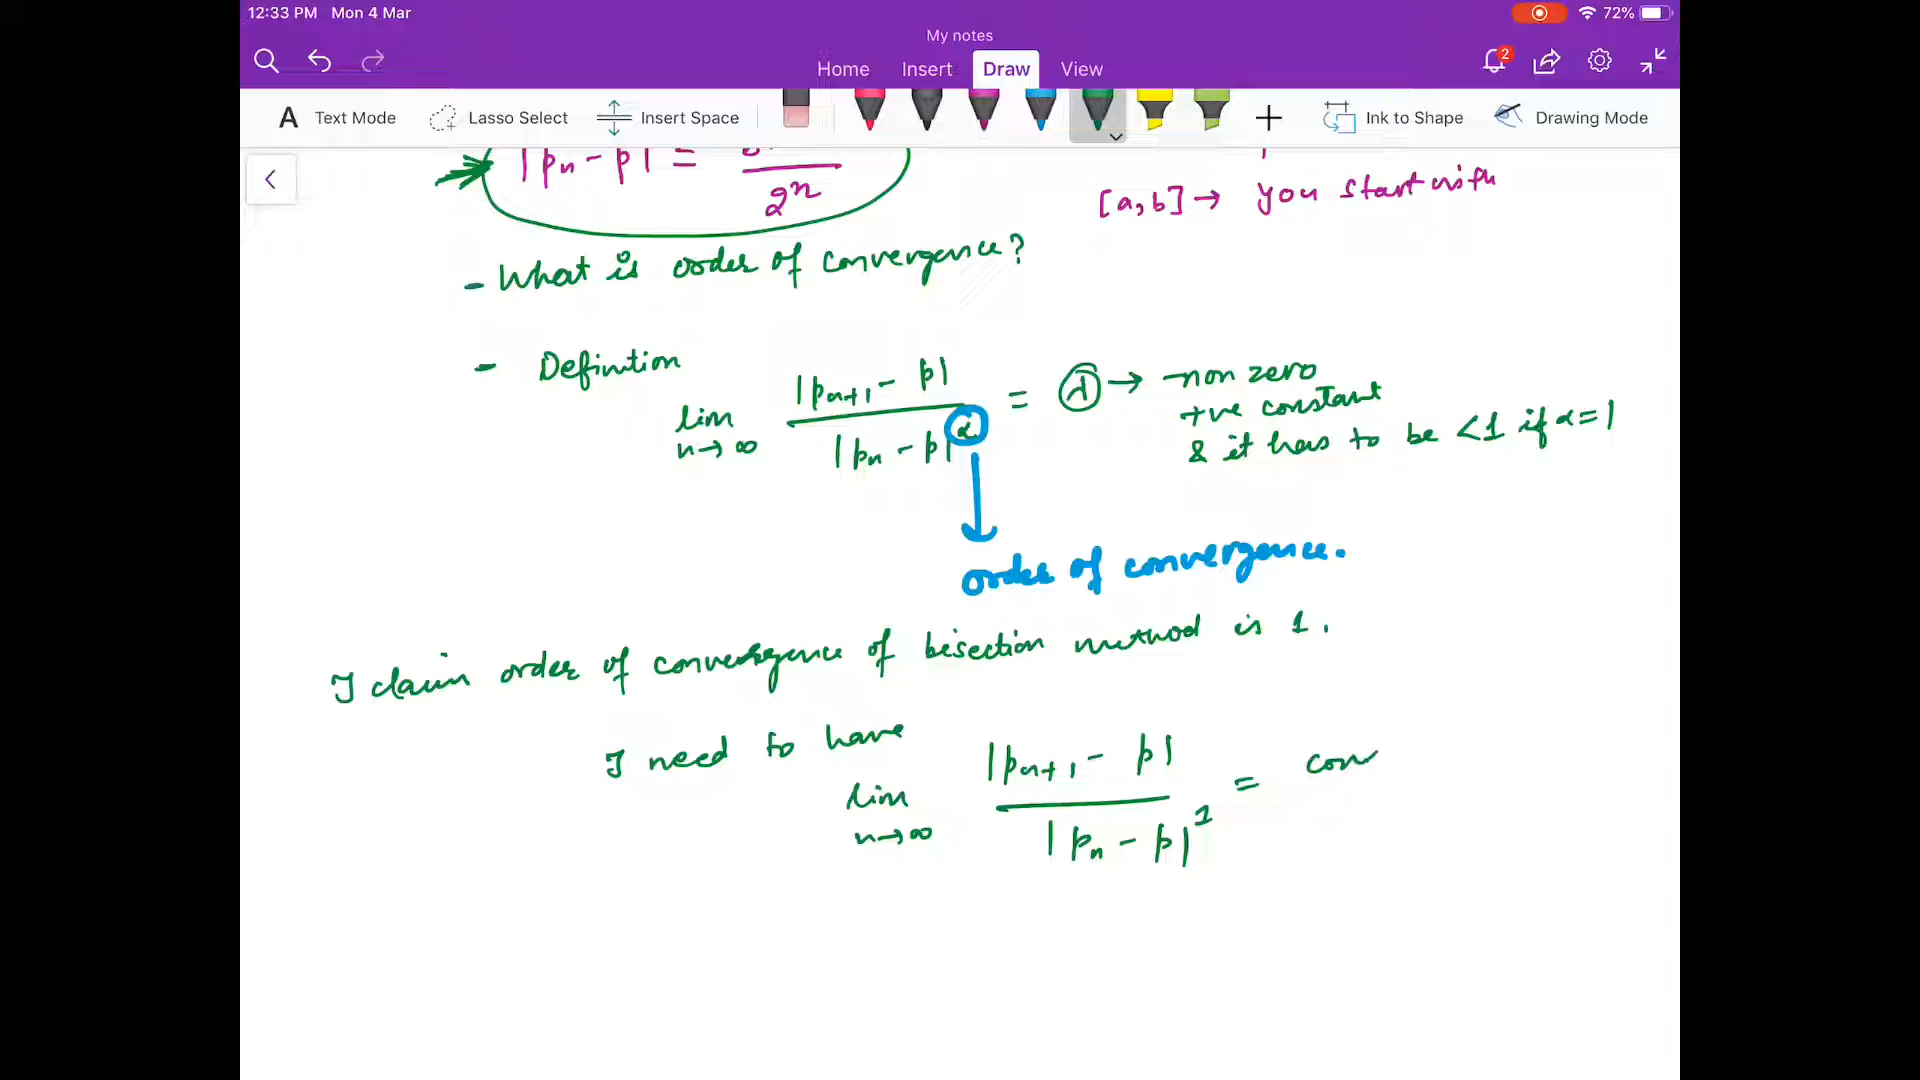 12:33 PM Mon 4 Mar
72%
My notes
Home Insert Draw View
2
A Text Mode Lasso Select Insert Space Ink to Shape Drawing Mode
|pn - p| =
2^n
[a,b] → you start with
- What is order of convergence?
- Definition
lim n→∞ |pn+1 - p| / |pn - p|^α = λ → non zero
+ve constant
& it has to be <1 if α=1
order of convergence.
I claim order of convergence of bisection method is 1.
I need to have
lim n→∞ |pn+1 - p| / |pn - p|^1 = con